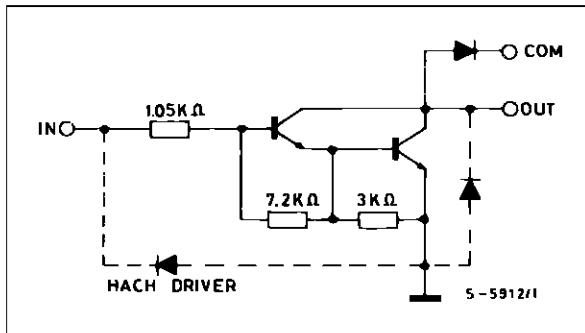 COM
1.05KΩ
IN
OUT
7.2KΩ 3KΩ
HACH DRIVER
S-5912/1